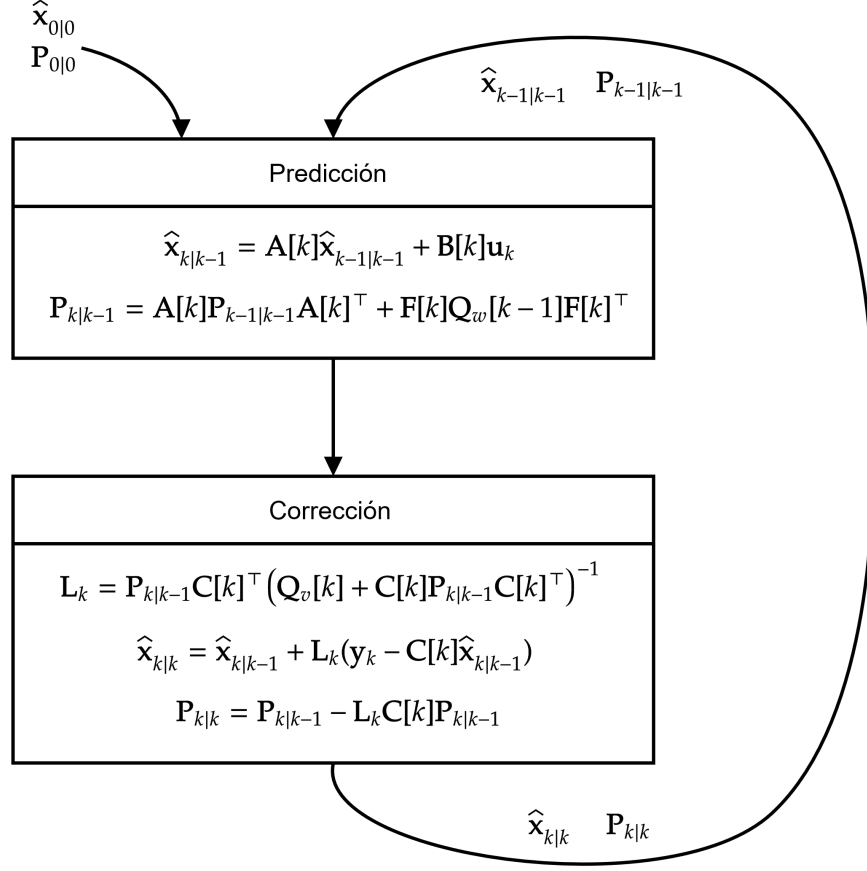 x̂₀|₀
P₀|₀
x̂ₖ₋₁|ₖ₋₁ Pₖ₋₁|ₖ₋₁
Predicción
x̂ₖ|ₖ₋₁ = A[k]x̂ₖ₋₁|ₖ₋₁ + B[k]uₖ
Pₖ|ₖ₋₁ = A[k]Pₖ₋₁|ₖ₋₁A[k]⊤ + F[k]Q_w[k − 1]F[k]⊤
Corrección
Lₖ = Pₖ|ₖ₋₁C[k]⊤(Qᵥ[k] + C[k]Pₖ|ₖ₋₁C[k]⊤)⁻¹
x̂ₖ|ₖ = x̂ₖ|ₖ₋₁ + Lₖ(yₖ − C[k]x̂ₖ|ₖ₋₁)
Pₖ|ₖ = Pₖ|ₖ₋₁ − LₖC[k]Pₖ|ₖ₋₁
x̂ₖ|ₖ Pₖ|ₖ